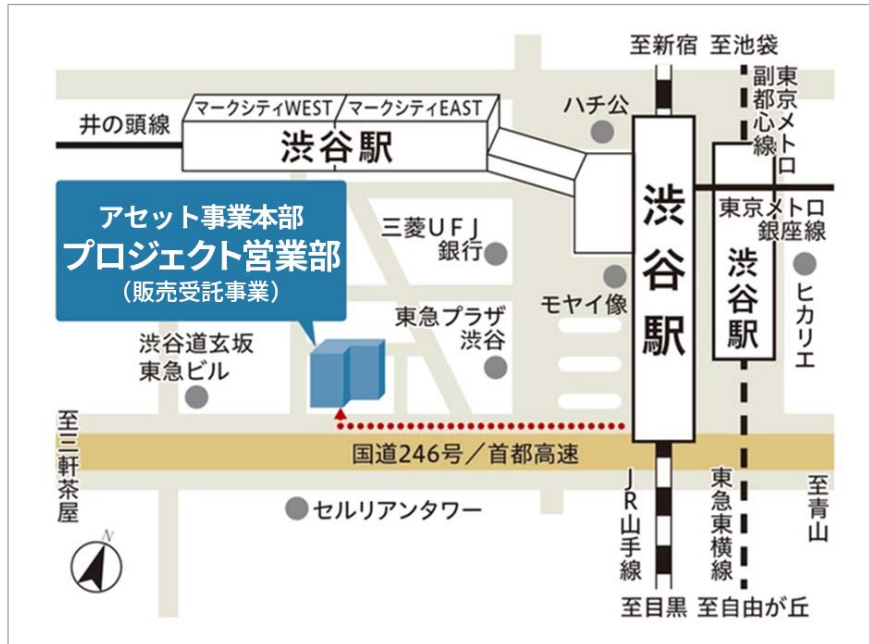 至新宿
至池袋
東京メトロ
副都心線
マークシティWEST
マークシティEAST
ハチ公
井の頭線
渋谷駅
アセット事業本部
プロジェクト営業部
（販売受託事業）
三菱UFJ
銀行
渋谷駅
東京メトロ
銀座線
渋谷駅
モヤイ像
ヒカリエ
東急プラザ
渋谷
渋谷道玄坂
東急ビル
至三軒茶屋
国道246号／首都高速
セルリアンタワー
JR山手線
東急東横線
至青山
N
至目黒
至自由が丘